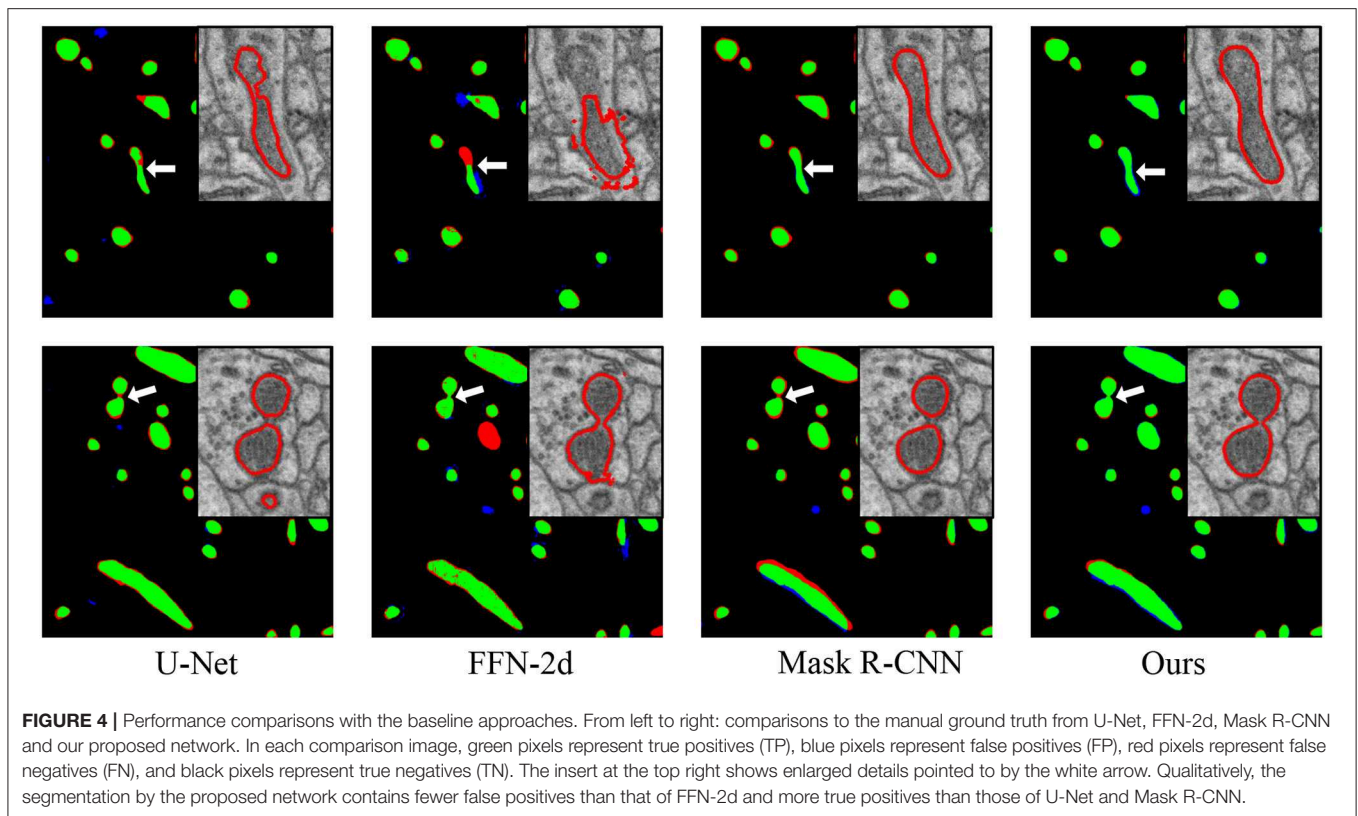 U-Net
FFN-2d
Mask R-CNN
Ours
FIGURE 4 | Performance comparisons with the baseline approaches. From left to right: comparisons to the manual ground truth from U-Net, FFN-2d, Mask R-CNN
and our proposed network. In each comparison image, green pixels represent true positives (TP), blue pixels represent false positives (FP), red pixels represent false
negatives (FN), and black pixels represent true negatives (TN). The insert at the top right shows enlarged details pointed to by the white arrow. Qualitatively, the
segmentation by the proposed network contains fewer false positives than that of FFN-2d and more true positives than those of U-Net and Mask R-CNN.